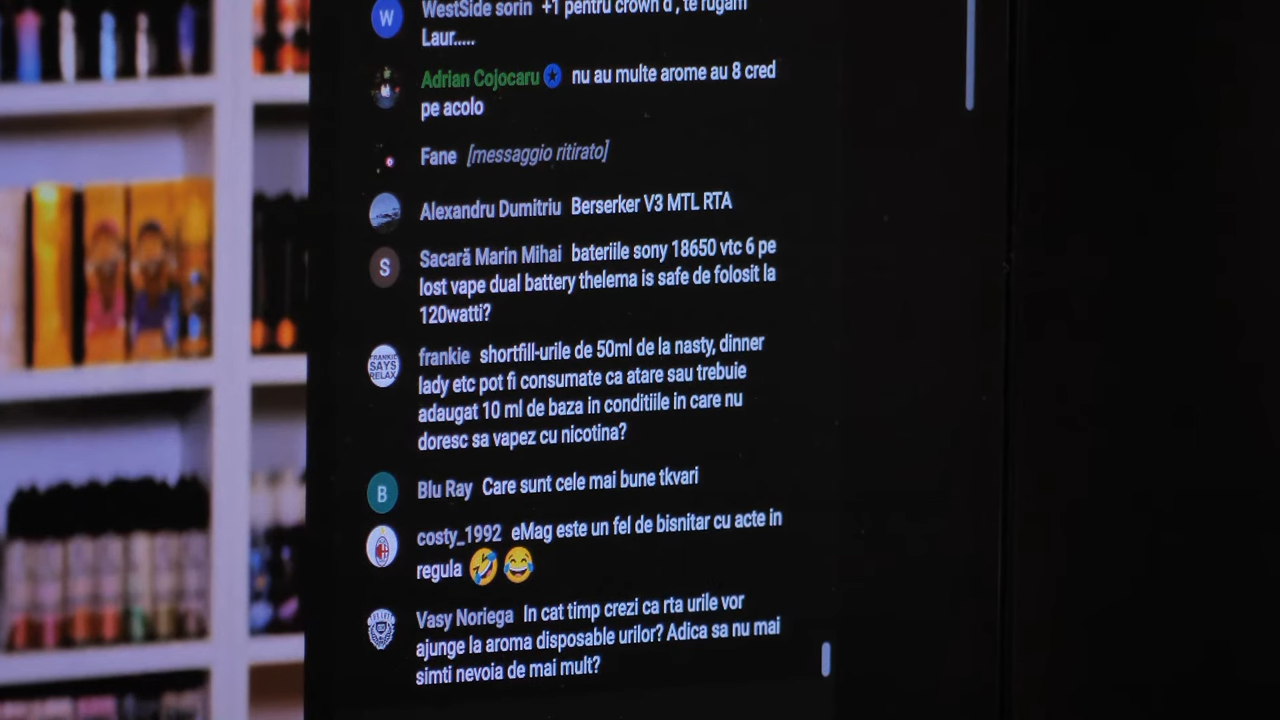 W WestSide sorin +1 pentru crown d , te rugam
Laur.....
Adrian Cojocaru nu au multe arome au 8 cred
pe acolo
Fane [messaggio ritirato]
Alexandru Dumitriu Berserker V3 MTL RTA
S Sacară Marin Mihai bateriile sony 18650 vtc 6 pe
lost vape dual battery thelema is safe de folosit la
120watti?
FRANKIE SAYS RELAX frankie shortfill-urile de 50ml de la nasty, dinner
lady etc pot fi consumate ca atare sau trebuie
adaugat 10 ml de baza in conditiile in care nu
doresc sa vapez cu nicotina?
B Blu Ray Care sunt cele mai bune tkvari
costy_1992 eMag este un fel de bisnitar cu acte in
regula 🤣 😂
Vasy Noriega In cat timp crezi ca rta urile vor
ajunge la aroma disposable urilor? Adica sa nu mai
simti nevoia de mai mult?